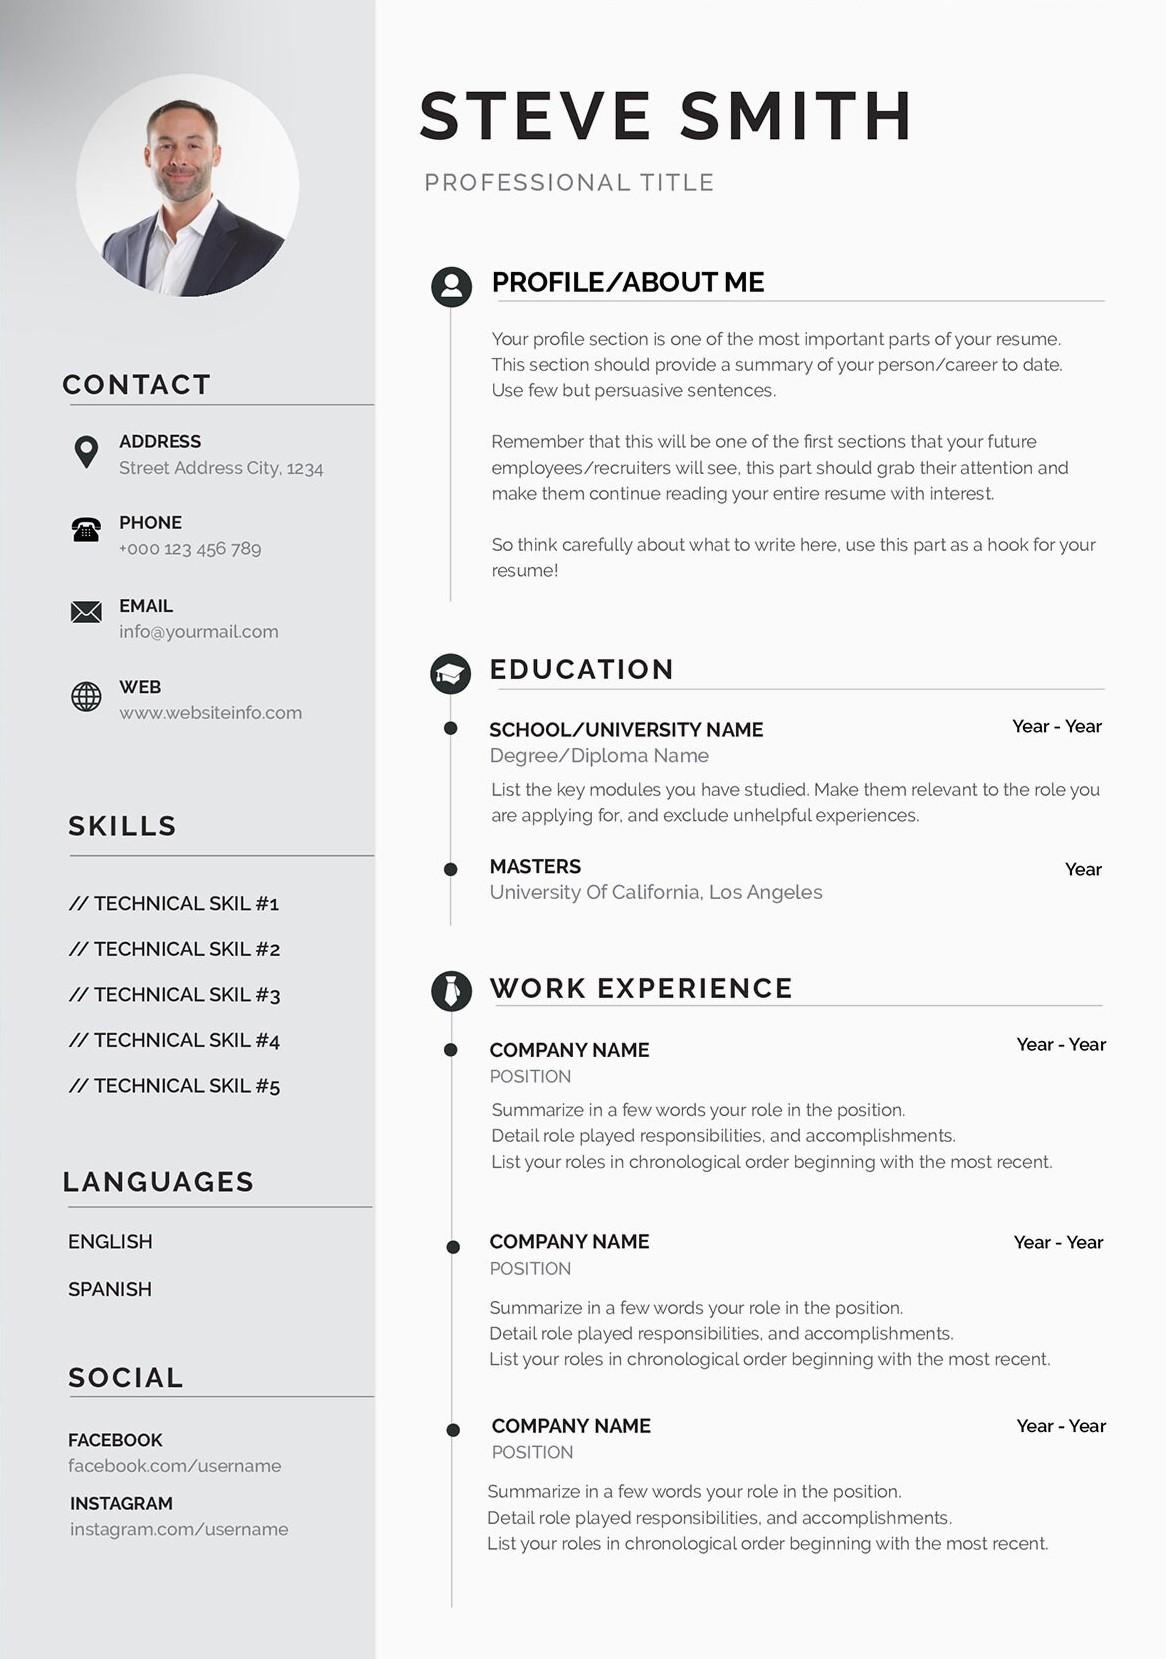 STEVE SMITH
PROFESSIONAL TITLE
CONTACT
ADDRESS
Street Address City, 1234
PHONE
+000 123 456 789
EMAIL
info@yourmail.com
WEB
www.websiteinfo.com
SKILLS
// TECHNICAL SKIL #1
// TECHNICAL SKIL #2
// TECHNICAL SKIL #3
// TECHNICAL SKIL #4
// TECHNICAL SKIL #5
LANGUAGES
ENGLISH
SPANISH
SOCIAL
FACEBOOK
facebook.com/username
INSTAGRAM
instagram.com/username
PROFILE/ABOUT ME
Your profile section is one of the most important parts of your resume.
This section should provide a summary of your person/career to date.
Use few but persuasive sentences.
Remember that this will be one of the first sections that your future
employees/recruiters will see, this part should grab their attention and
make them continue reading your entire resume with interest.
So think carefully about what to write here, use this part as a hook for your
resume!
EDUCATION
SCHOOL/UNIVERSITY NAME Year - Year
Degree/Diploma Name
List the key modules you have studied. Make them relevant to the role you
are applying for, and exclude unhelpful experiences.
MASTERS Year
University Of California, Los Angeles
WORK EXPERIENCE
COMPANY NAME Year - Year
POSITION
Summarize in a few words your role in the position.
Detail role played responsibilities, and accomplishments.
List your roles in chronological order beginning with the most recent.
COMPANY NAME Year - Year
POSITION
Summarize in a few words your role in the position.
Detail role played responsibilities, and accomplishments.
List your roles in chronological order beginning with the most recent.
COMPANY NAME Year - Year
POSITION
Summarize in a few words your role in the position.
Detail role played responsibilities, and accomplishments.
List your roles in chronological order beginning with the most recent.